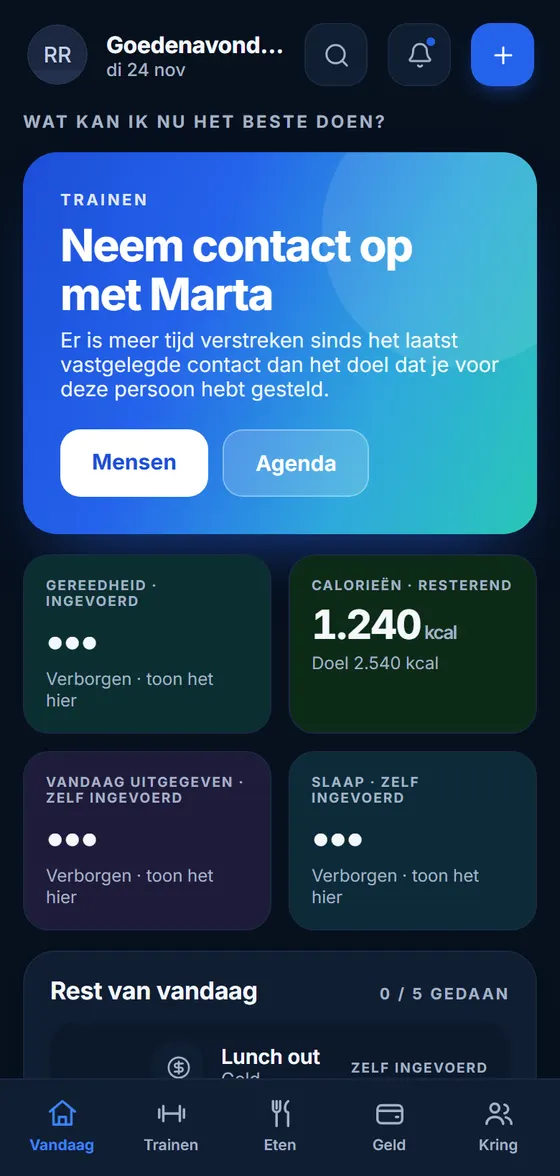 RR
Goedenavond...
di 24 nov
WAT KAN IK NU HET BESTE DOEN?
TRAINEN
Neem contact op
met Marta
Er is meer tijd verstreken sinds het laatst
vastgelegde contact dan het doel dat je voor
deze persoon hebt gesteld.
Mensen
Agenda
GEREEDHEID ·
INGEVOERD
●●●
Verborgen · toon het
hier
CALORIEËN · RESTEREND
1.240 kcal
Doel 2.540 kcal
VANDAAG UITGEGEVEN ·
ZELF INGEVOERD
●●●
Verborgen · toon het
hier
SLAAP · ZELF
INGEVOERD
●●●
Verborgen · toon het
hier
Rest van vandaag
0 / 5 GEDAAN
Lunch out
ZELF INGEVOERD
Geld
Vandaag
Trainen
Eten
Geld
Kring